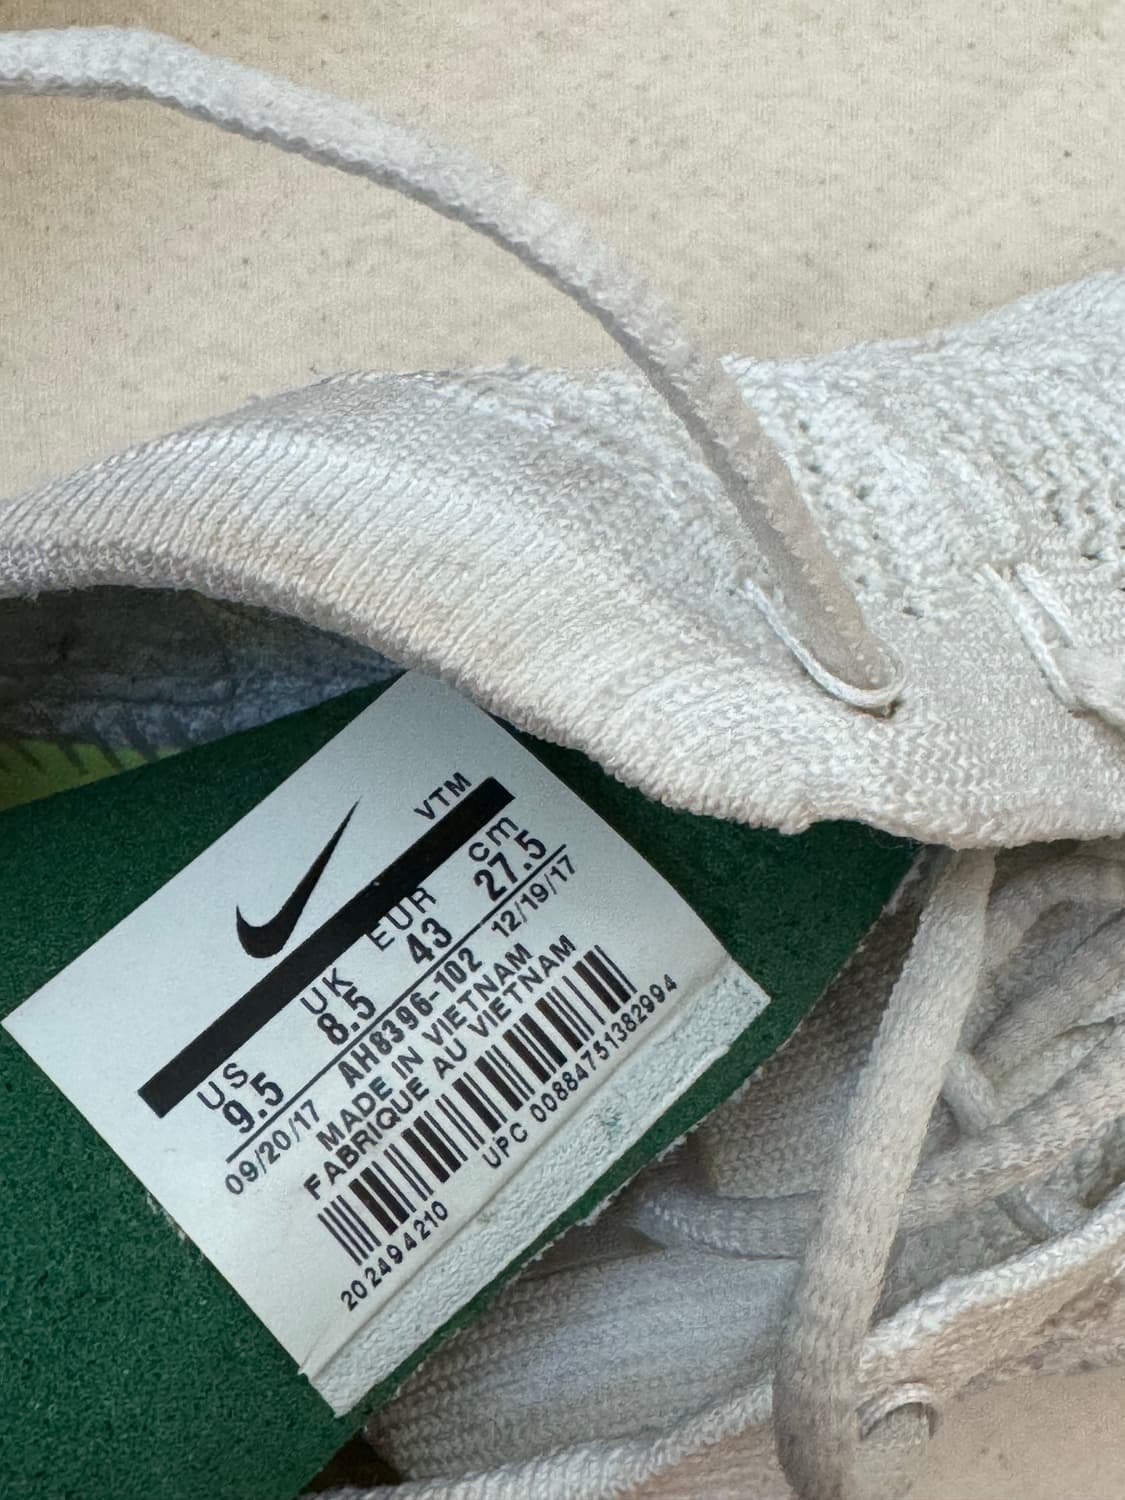 VTM
US UK EUR cm
9.5 8.5 43 27.5
09/20/17 AH8396-102 12/19/17
MADE IN VIETNAM
FABRIQUE AU VIETNAM
UPC 00884751382994
202494210